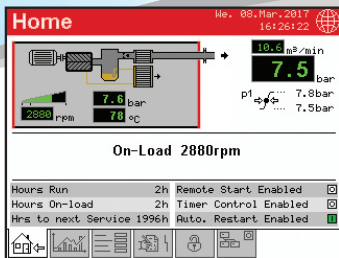 Home
We. 08.Mar.2017
16:26:22
10.6 m³/min
7.5 bar
p1 7.8bar
7.5bar
7.6 bar
2880 rpm 78 °C
On-Load 2880rpm
Hours Run 2h Remote Start Enabled
Hours On-load 2h Timer Control Enabled
Hrs to next Service 1996h Auto. Restart Enabled